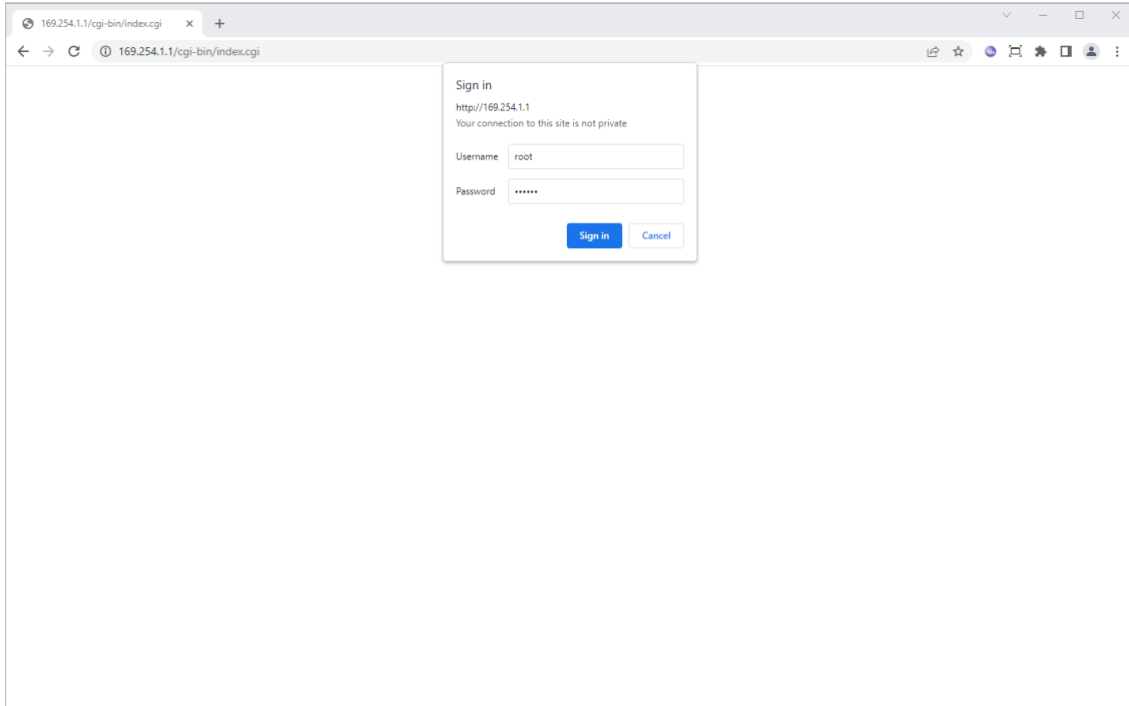 169.254.1.1/cgi-bin/index.cgi
169.254.1.1/cgi-bin/index.cgi
Sign in
http://169.254.1.1
Your connection to this site is not private
Username root
Password ••••••
Sign in Cancel